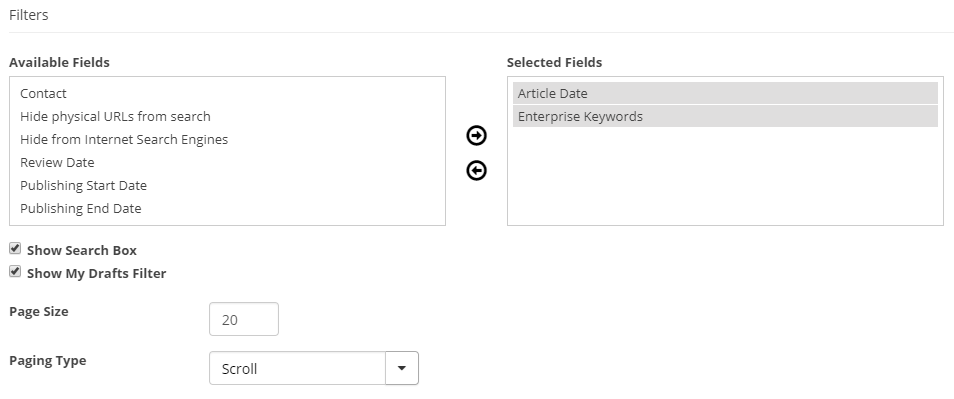 Filters
Available Fields
Contact
Hide physical URLs from search
Hide from Internet Search Engines
Review Date
Publishing Start Date
Publishing End Date
Selected Fields
Article Date
Enterprise Keywords
Show Search Box
Show My Drafts Filter
Page Size
20
Paging Type
Scroll